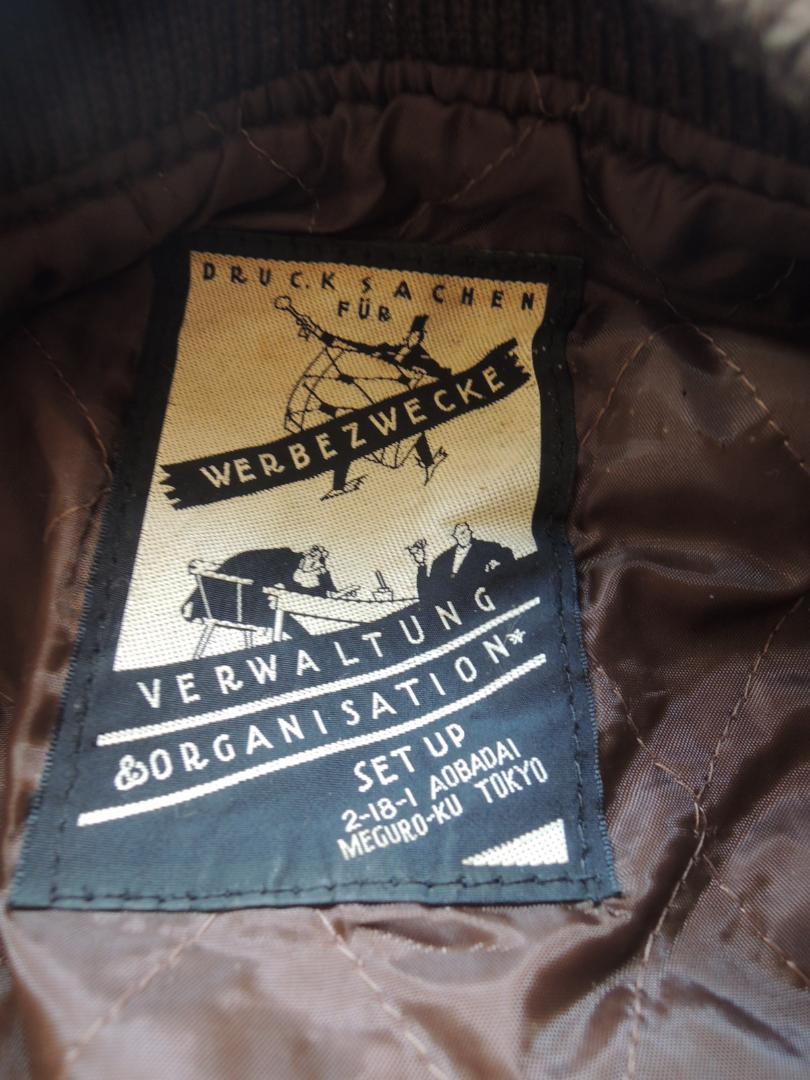 DRUCKSACHEN
FÜR
WERBEZWECKE
VERWALTUNG
&ORGANISATION*
SET UP
2-18-1 AOBADAI
MEGURO-KU TOKYO